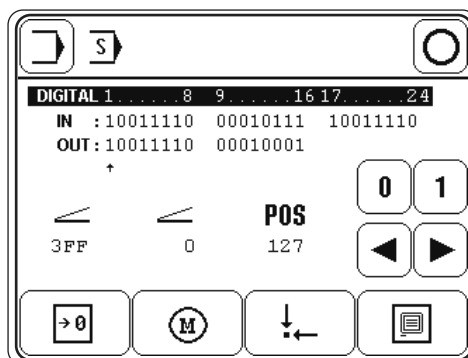 S
DIGITAL 1......8 9......16 17......24
IN :10011110 00010111 10011110
OUT:10011110 00010001
0 1
POS
3FF 0 127
→0 M